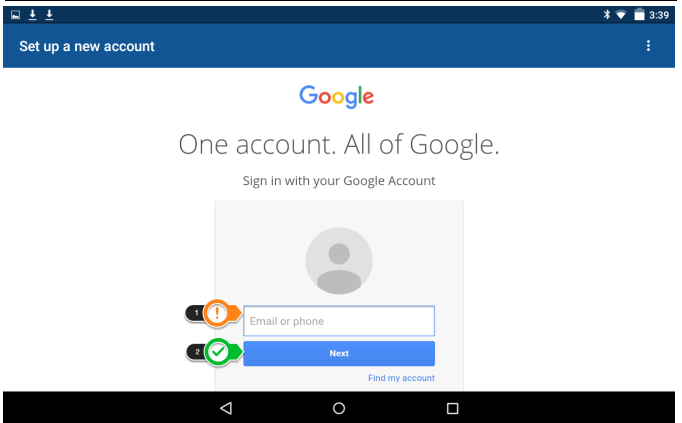 3:39
Set up a new account
Google
One account. All of Google.
Sign in with your Google Account
1
!
Email or phone
2
Next
Find my account